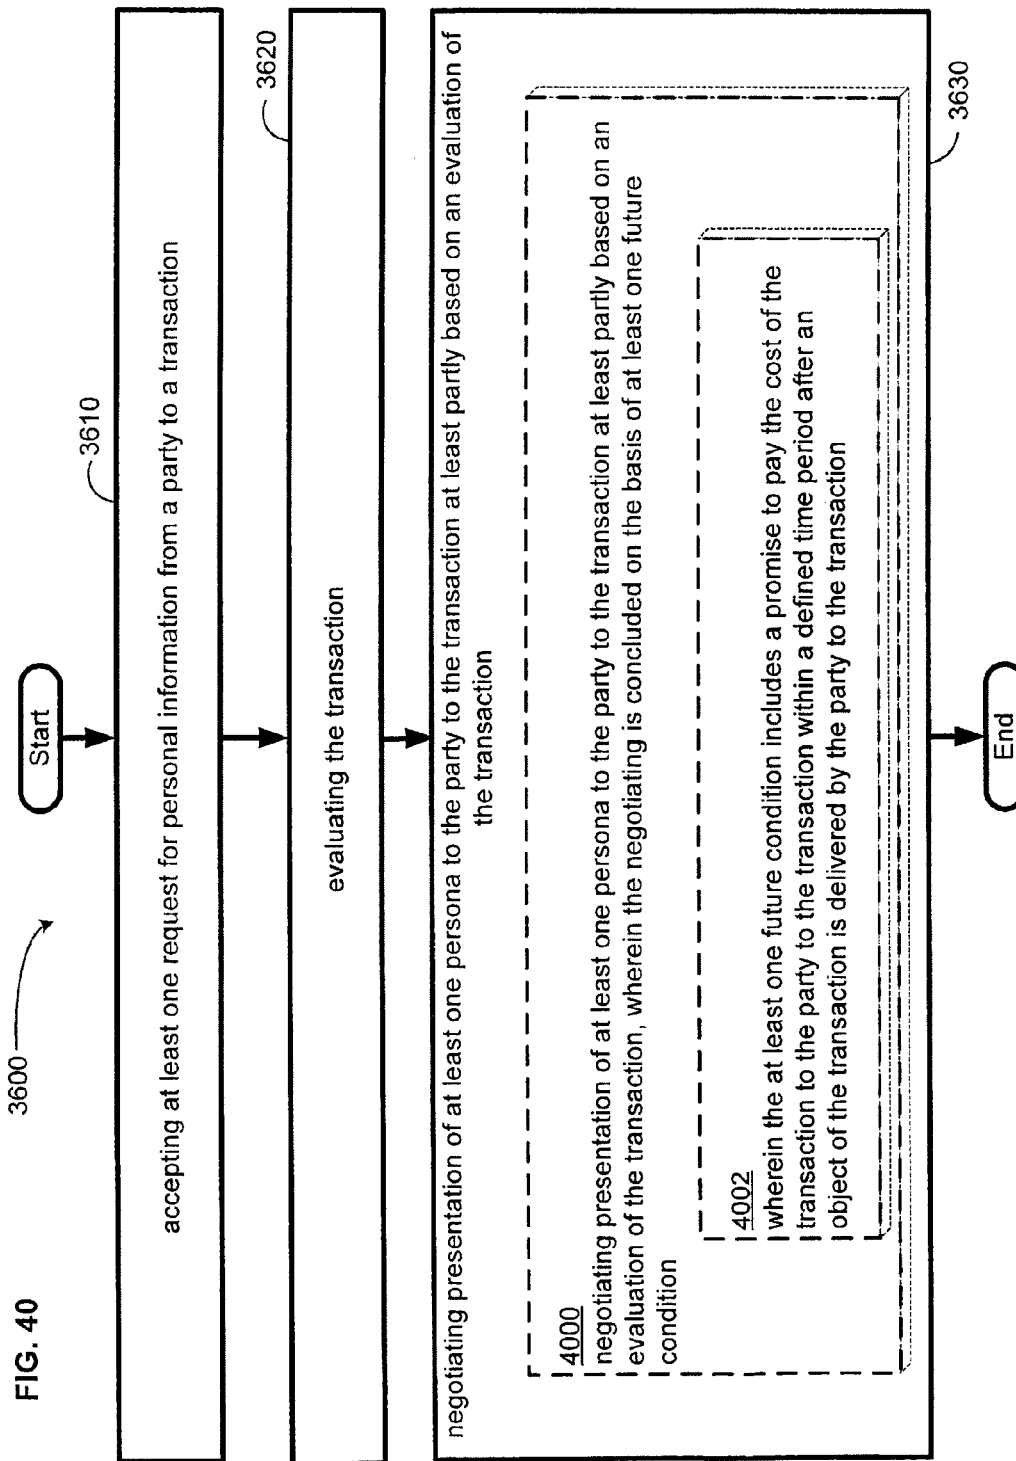 FIG. 40
3600
Start
3610
accepting at least one request for personal information from a party to a transaction
3620
evaluating the transaction
negotiating presentation of at least one persona to the party to the transaction at least partly based on an evaluation of
the transaction
4000
negotiating presentation of at least one persona to the party to the transaction at least partly based on an
evaluation of the transaction, wherein the negotiating is concluded on the basis of at least one future
condition
4002
wherein the at least one future condition includes a promise to pay the cost of the
transaction to the party to the transaction within a defined time period after an
object of the transaction is delivered by the party to the transaction
3630
End